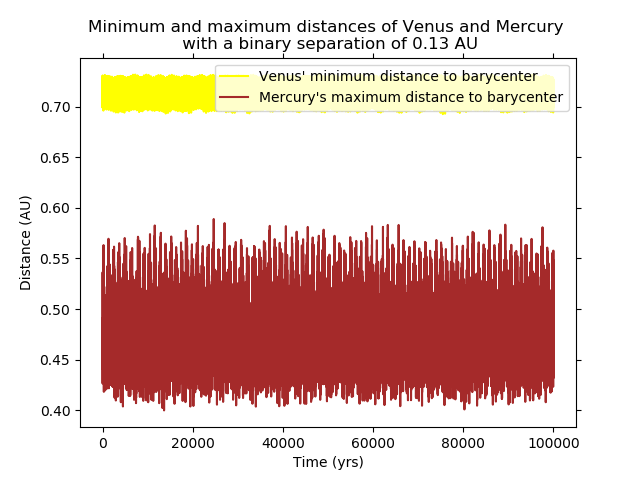 Minimum and maximum distances of Venus and Mercury
with a binary separation of 0.13 AU
Venus' minimum distance to barycenter
Mercury's maximum distance to barycenter
Distance (AU)
0.70
0.65
0.60
0.55
0.50
0.45
0.40
0 20000 40000 60000 80000 100000
Time (yrs)